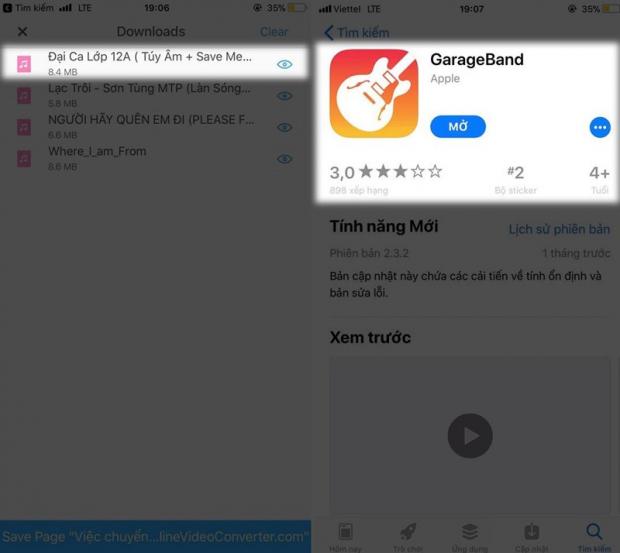 Tìm kiếm LTE 19:06 35%
Downloads Clear
Đại Ca Lớp 12A ( Túy Âm + Save Me...
8.4 MB
Lạc Trôi - Sơn Tùng MTP (Làn Sóng...
5.8 MB
NGƯỜI HÃY QUÊN EM ĐI (PLEASE F...
6.6 MB
Where_I_am_From
8.6 MB
Save Page "Việc chuyển...lineVideoConverter.com"
Viettel LTE 19:07 35%
Tìm kiếm
GarageBand
Apple
MỞ
3,0 #2 4+
898 xếp hạng Bộ sticker Tuổi
Tính năng Mới Lịch sử phiên bản
Phiên bản 2.3.2 1 tháng trước
Bản cập nhật này chứa các cải tiến về tính ổn định và
bản sửa lỗi.
Xem trước
Hôm nay Trò chơi Ứng dụng Cập nhật Tìm kiếm